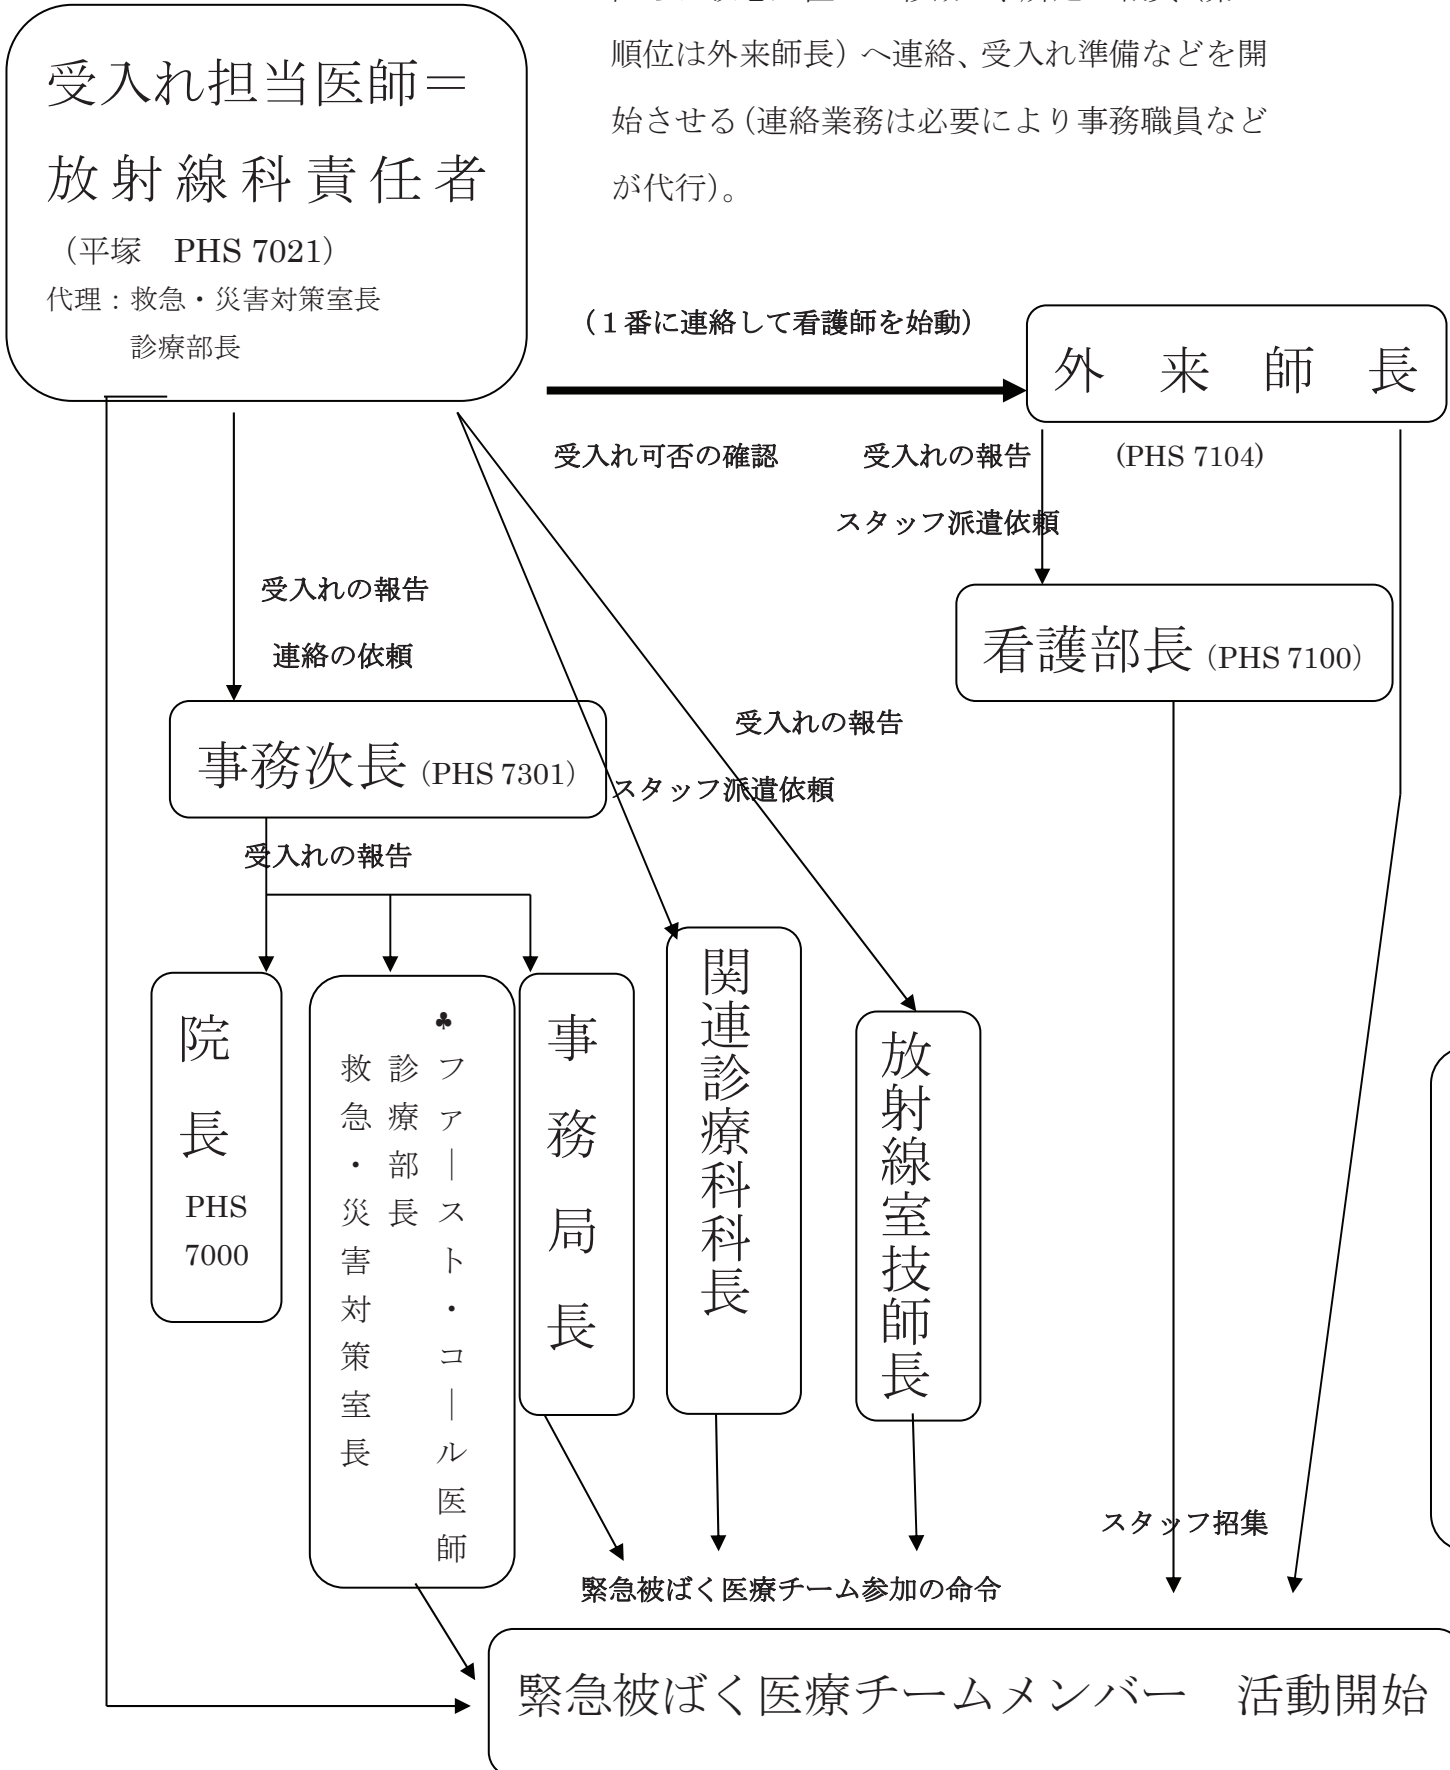 順位は外来師長）へ連絡、受入れ準備などを開
始させる（連絡業務は必要により事務職員など
が代行）。
受入れ担当医師＝
放射線科責任者
（平塚　PHS 7021）
代理：救急・災害対策室長
診療部長
（１番に連絡して看護師を始動）
外　来　師　長
受入れ可否の確認
受入れの報告
(PHS 7104)
スタッフ派遣依頼
受入れの報告
連絡の依頼
看護部長（PHS 7100）
事務次長（PHS 7301）
受入れの報告
スタッフ派遣依頼
受入れの報告
院長
PHS
7000
♣ファースト・コール医師
診療部長
救急・災害対策室長
事務局長
関連診療科科長
放射線室技師長
スタッフ招集
緊急被ばく医療チーム参加の命令
緊急被ばく医療チームメンバー　活動開始